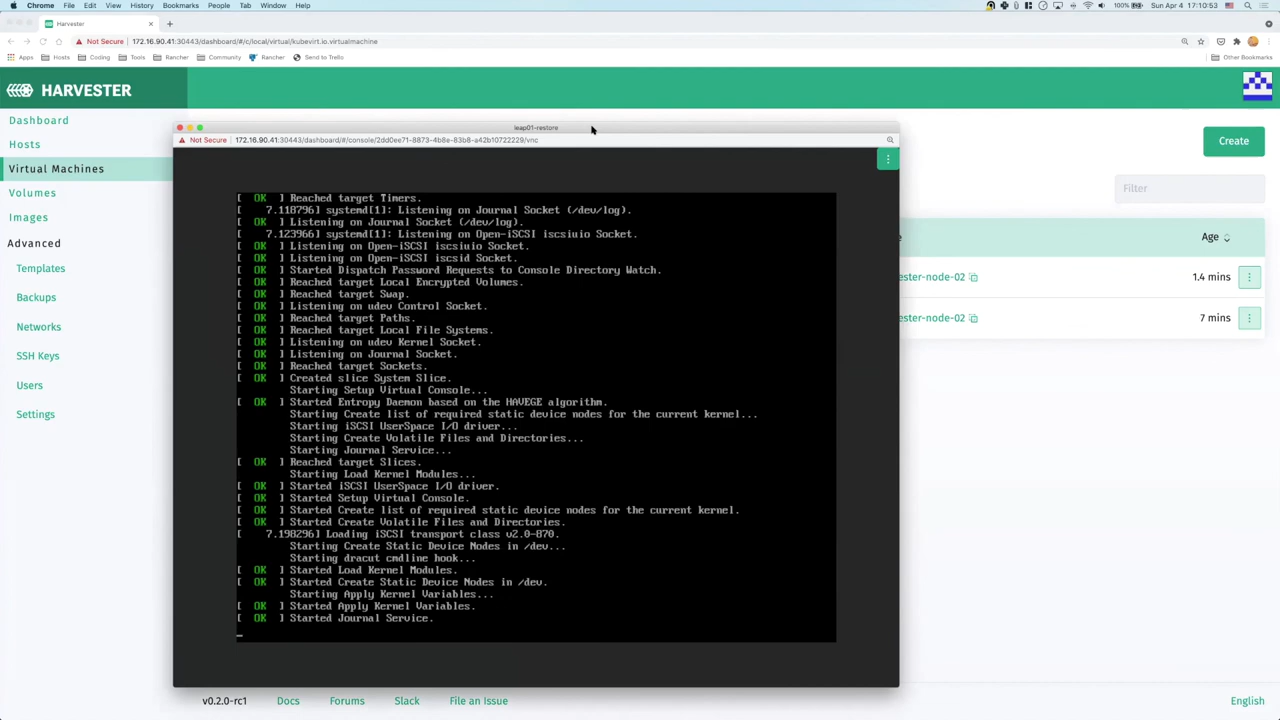 Chrome File Edit View History Bookmarks People Tab Window Help 100% Sun Apr 4 17:10:53
Harvester
Not Secure 172.16.90.41:30443/dashboard/#/c/local/virtual/kubevirt.io.virtualmachine
Apps Hosts Coding Tools Rancher Community Rancher Send to Trello Other Bookmarks
HARVESTER
Dashboard
Hosts
Virtual Machines
Volumes
Images
Advanced
Templates
Backups
Networks
SSH Keys
Users
Settings
Create
Filter
Age
ester-node-02 1.4 mins
ester-node-02 7 mins
leap01-restore
Not Secure 172.16.90.41:30443/dashboard/#/console/2dd0ee71-8873-4b8e-83b8-a42b10722229/vnc
[ OK ] Reached target Timers.
[ 7.118796] systemd[1]: Listening on Journal Socket (/dev/log).
[ OK ] Listening on Journal Socket (/dev/log).
[ 7.123966] systemd[1]: Listening on Open-iSCSI iscsiuio Socket.
[ OK ] Listening on Open-iSCSI iscsiuio Socket.
[ OK ] Listening on Open-iSCSI iscsid Socket.
[ OK ] Started Dispatch Password Requests to Console Directory Watch.
[ OK ] Reached target Local Encrypted Volumes.
[ OK ] Reached target Swap.
[ OK ] Listening on udev Control Socket.
[ OK ] Reached target Paths.
[ OK ] Reached target Local File Systems.
[ OK ] Listening on udev Kernel Socket.
[ OK ] Listening on Journal Socket.
[ OK ] Reached target Sockets.
[ OK ] Created slice System Slice.
Starting Setup Virtual Console...
[ OK ] Started Entropy Daemon based on the HAVEGE algorithm.
Starting Create list of required static device nodes for the current kernel...
Starting iSCSI UserSpace I/O driver...
Starting Create Volatile Files and Directories...
Starting Journal Service...
[ OK ] Reached target Slices.
Starting Load Kernel Modules...
[ OK ] Started iSCSI UserSpace I/O driver.
[ OK ] Started Setup Virtual Console.
[ OK ] Started Create list of required static device nodes for the current kernel.
[ OK ] Started Create Volatile Files and Directories.
[ 7.198296] Loading iSCSI transport class v2.0-870.
Starting Create Static Device Nodes in /dev...
Starting dracut cmdline hook...
[ OK ] Started Load Kernel Modules.
[ OK ] Started Create Static Device Nodes in /dev.
Starting Apply Kernel Variables...
[ OK ] Started Apply Kernel Variables.
[ OK ] Started Journal Service.
v0.2.0-rc1 Docs Forums Slack File an Issue English